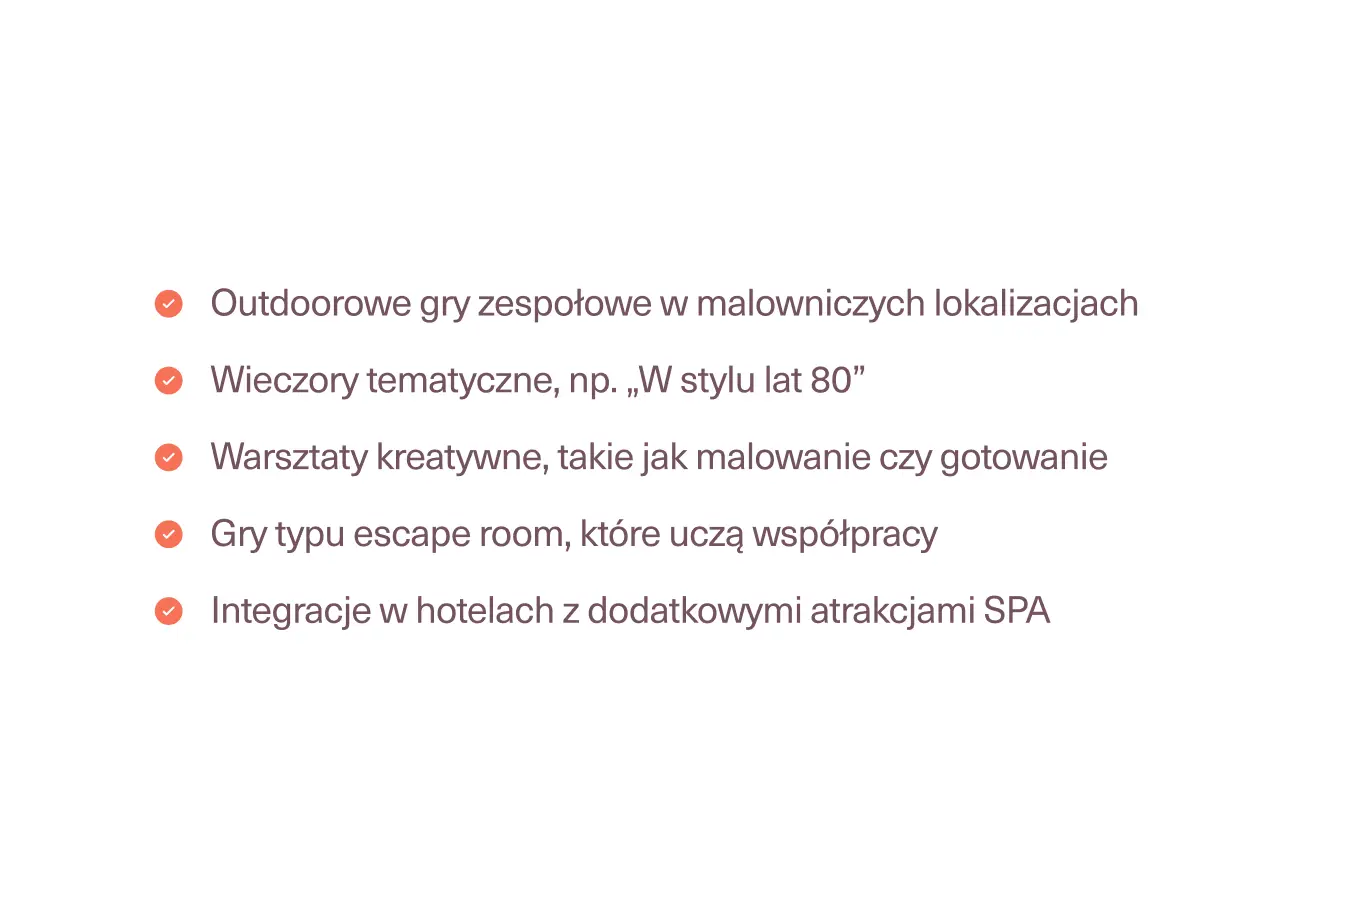 Outdoorowe gry zespołowe w malowniczych lokalizacjach
Wieczory tematyczne, np. „W stylu lat 80”
Warsztaty kreatywne, takie jak malowanie czy gotowanie
Gry typu escape room, które uczą współpracy
Integracje w hotelach z dodatkowymi atrakcjami SPA